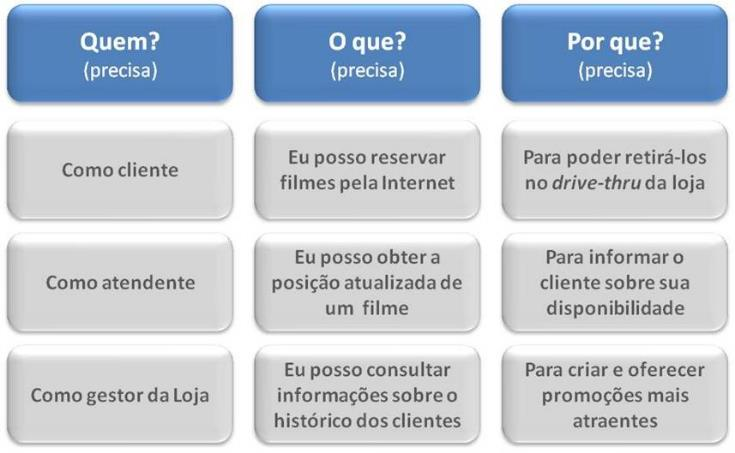 Quem?
(precisa)
O que?
(precisa)
Por que?
(precisa)
Como cliente
Eu posso reservar
filmes pela Internet
Para poder retirá-los
no drive-thru da loja
Como atendente
Eu posso obter a
posição atualizada de
um filme
Para informar o
cliente sobre sua
disponibilidade
Como gestor da Loja
Eu posso consultar
informações sobre o
histórico dos clientes
Para criar e oferecer
promoções mais
atraentes